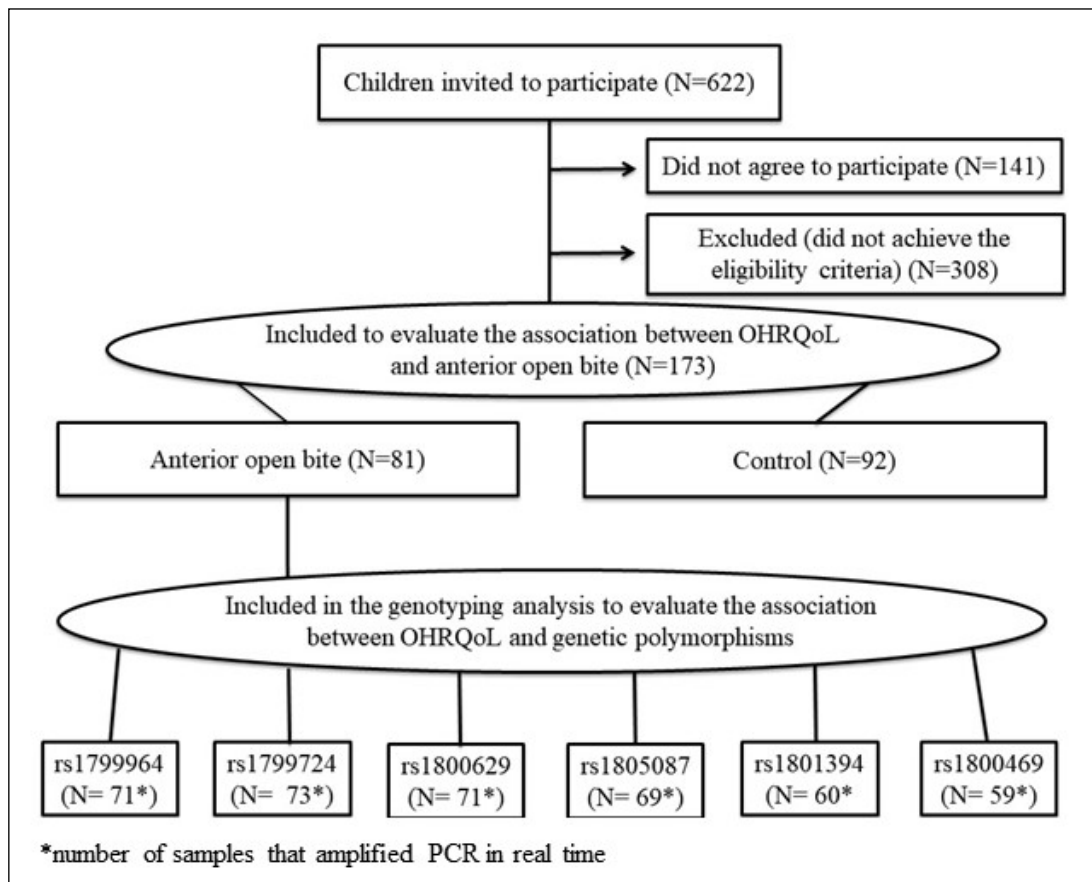 Children invited to participate (N=622)
Did not agree to participate (N=141)
Excluded (did not achieve the
eligibility criteria) (N=308)
Included to evaluate the association between OHRQoL
and anterior open bite (N=173)
Anterior open bite (N=81)
Control (N=92)
Included in the genotyping analysis to evaluate the association
between OHRQoL and genetic polymorphisms
rs1799964
(N= 71*)
rs1799724
(N= 73*)
rs1800629
(N= 71*)
rs1805087
(N= 69*)
rs1801394
(N= 60*
rs1800469
(N= 59*)
*number of samples that amplified PCR in real time